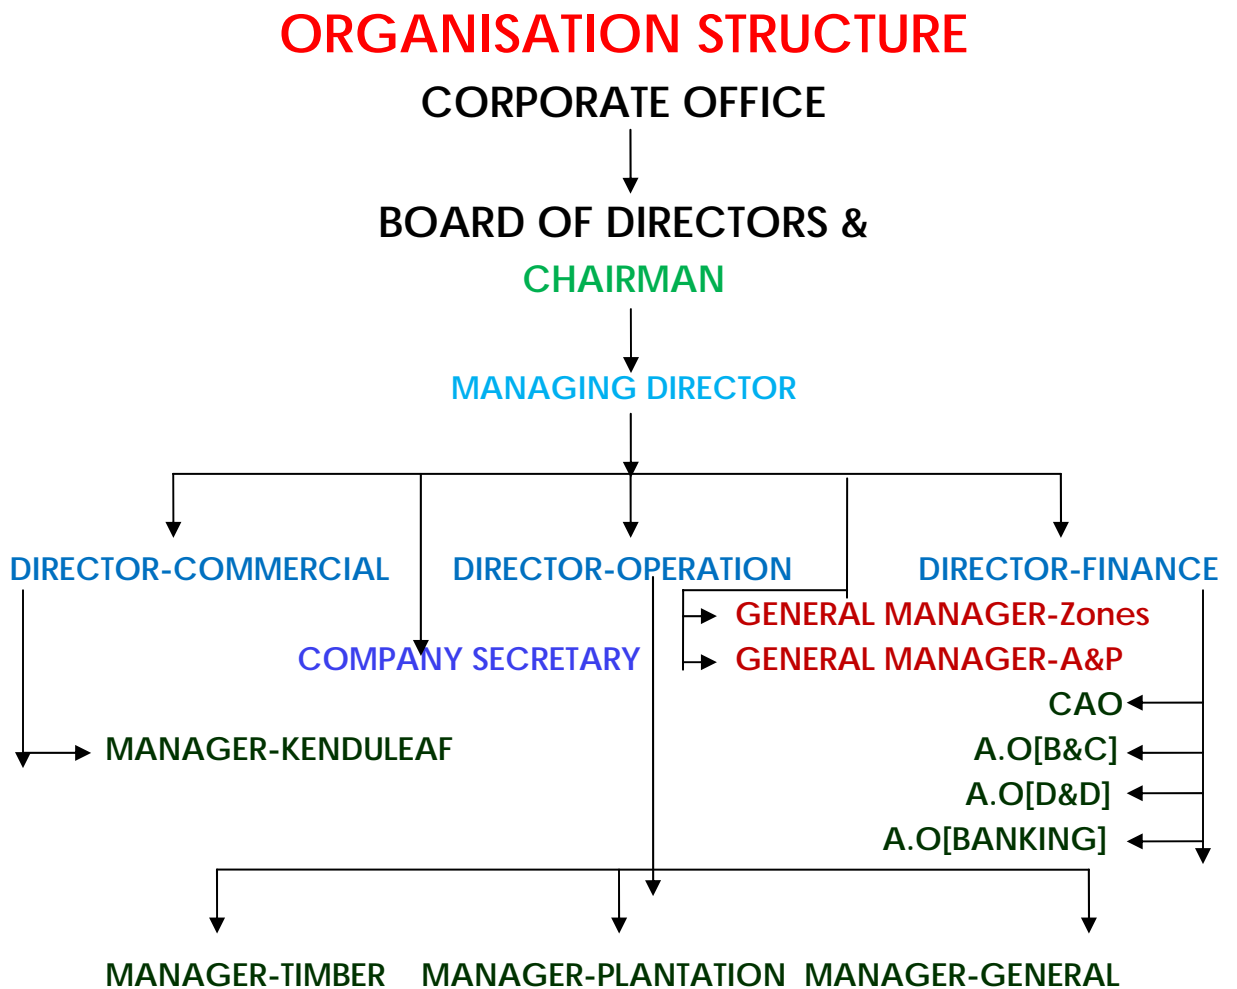 ORGANISATION STRUCTURE
CORPORATE OFFICE
BOARD OF DIRECTORS &
CHAIRMAN
MANAGING DIRECTOR
DIRECTOR-COMMERCIAL
DIRECTOR-OPERATION
DIRECTOR-FINANCE
GENERAL MANAGER-Zones
COMPANY SECRETARY
GENERAL MANAGER-A&P
CAO
MANAGER-KENDULEAF
A.O[B&C]
A.O[D&D]
A.O[BANKING]
MANAGER-TIMBER
MANAGER-PLANTATION
MANAGER-GENERAL